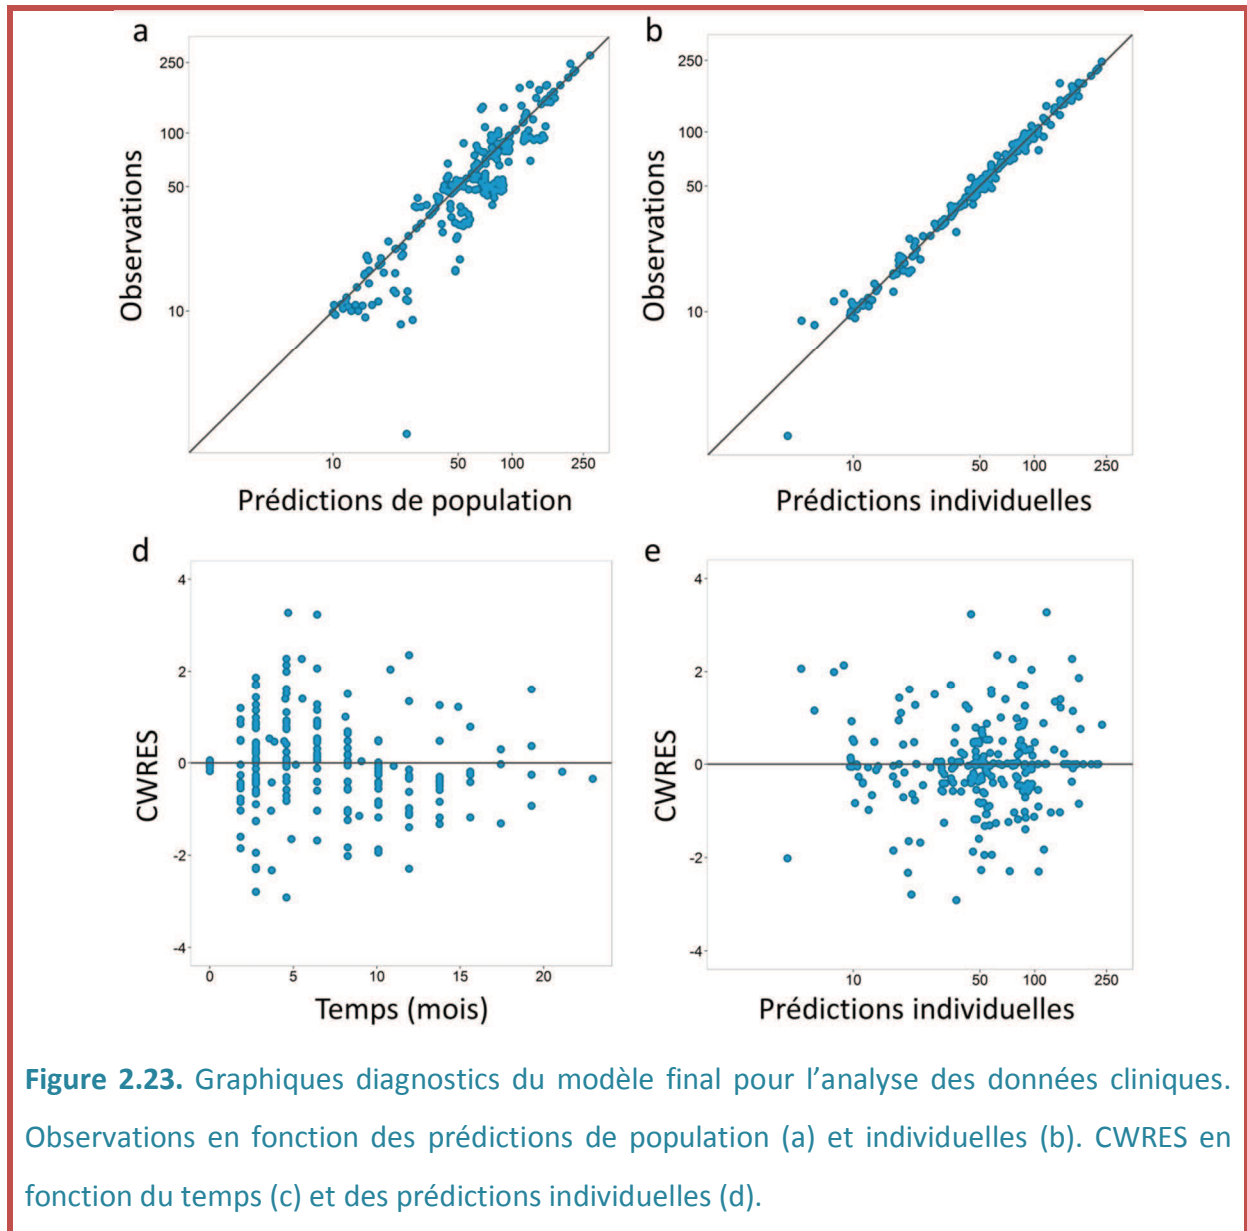 a
250
100
50
10
Observations
10 50 100 250
Prédictions de population
b
250
100
50
10
Observations
10 50 100 250
Prédictions individuelles
d
4
2
0
-2
-4
CWRES
0 5 10 15 20
Temps (mois)
e
4
2
0
-2
-4
CWRES
10 50 100 250
Prédictions individuelles
Figure 2.23. Graphiques diagnostics du modèle final pour l’analyse des données cliniques.
Observations en fonction des prédictions de population (a) et individuelles (b). CWRES en
fonction du temps (c) et des prédictions individuelles (d).